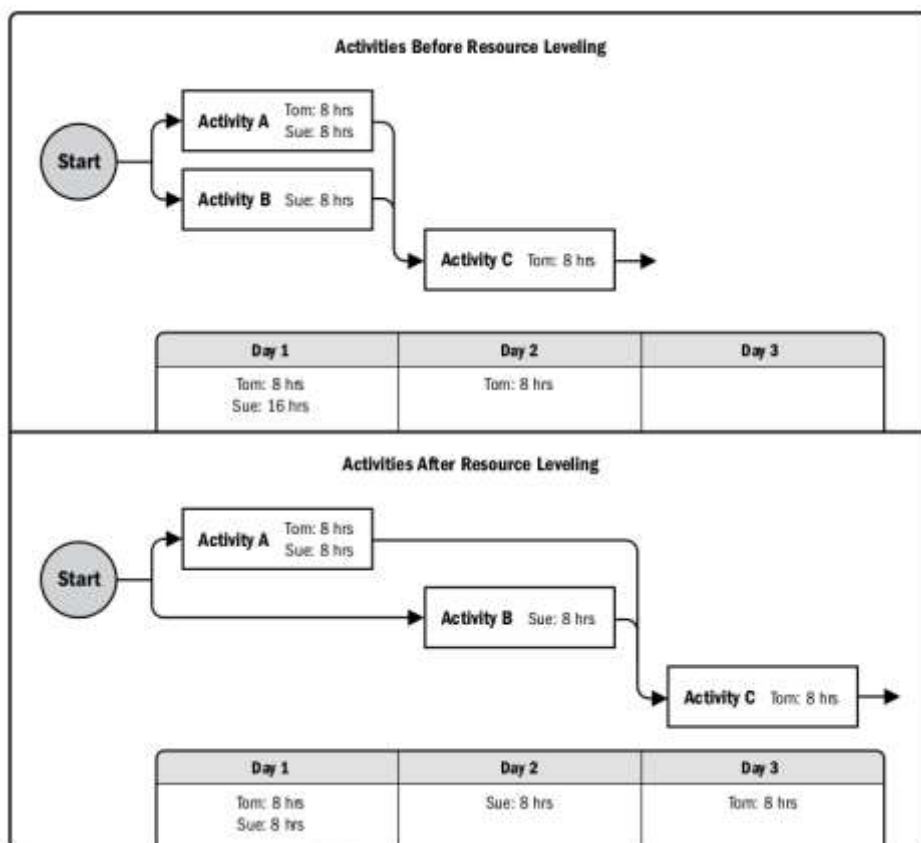 Activities Before Resource Leveling
Start
Activity A
Tom: 8 hrs
Sue: 8 hrs
Activity B Sue: 8 hrs
Activity C Tom: 8 hrs
Day 1 Day 2 Day 3
Tom: 8 hrs Tom: 8 hrs
Sue: 16 hrs
Activities After Resource Leveling
Start
Activity A
Tom: 8 hrs
Sue: 8 hrs
Activity B Sue: 8 hrs
Activity C Tom: 8 hrs
Day 1 Day 2 Day 3
Tom: 8 hrs Sue: 8 hrs Tom: 8 hrs
Sue: 8 hrs